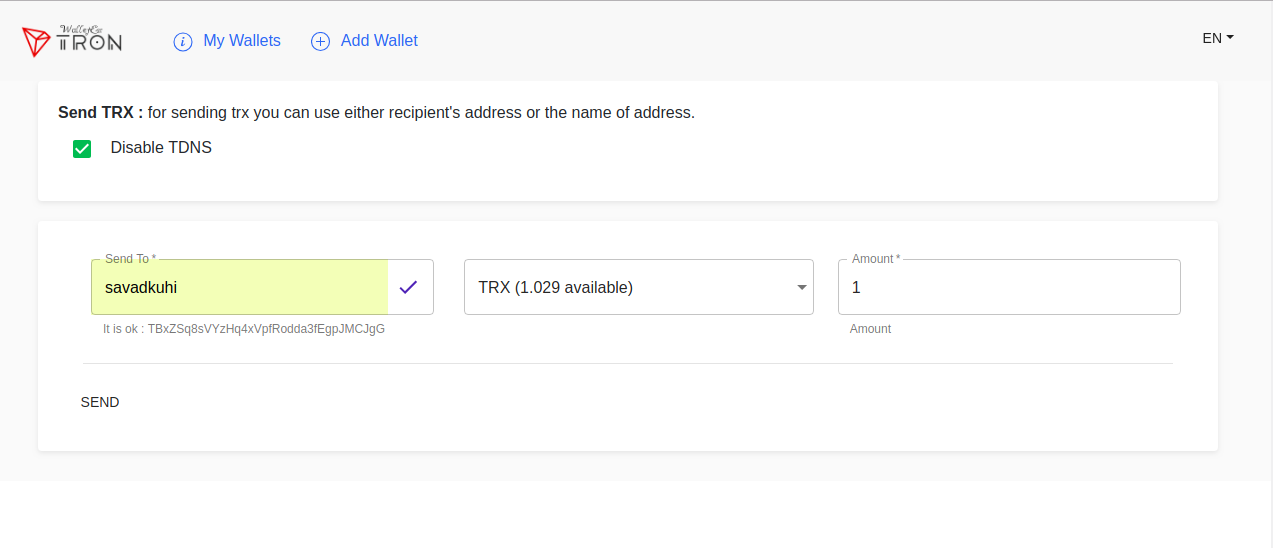 TRON
My Wallets
Add Wallet
EN
Send TRX : for sending trx you can use either recipient's address or the name of address.
Disable TDNS
Send To *
savadkuhi
It is ok : TBxZSq8sVYzHq4xVpfRodda3fEgpJMCJgG
TRX (1.029 available)
Amount *
1
Amount
SEND